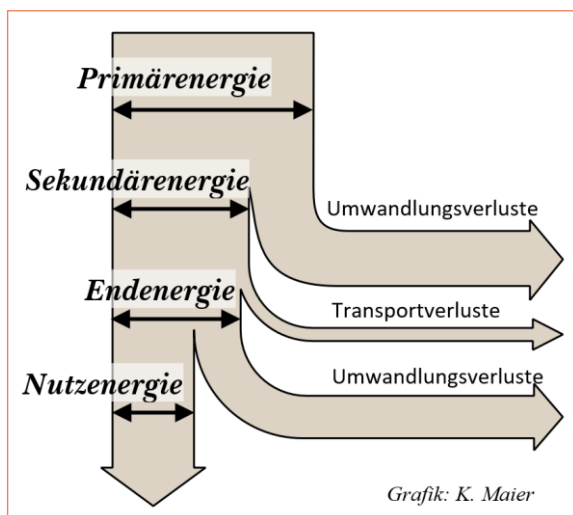 Primärenergie
Sekundärenergie
Umwandlungsverluste
Endenergie
Transportverluste
Nutzenergie
Umwandlungsverluste
Grafik: K. Maier